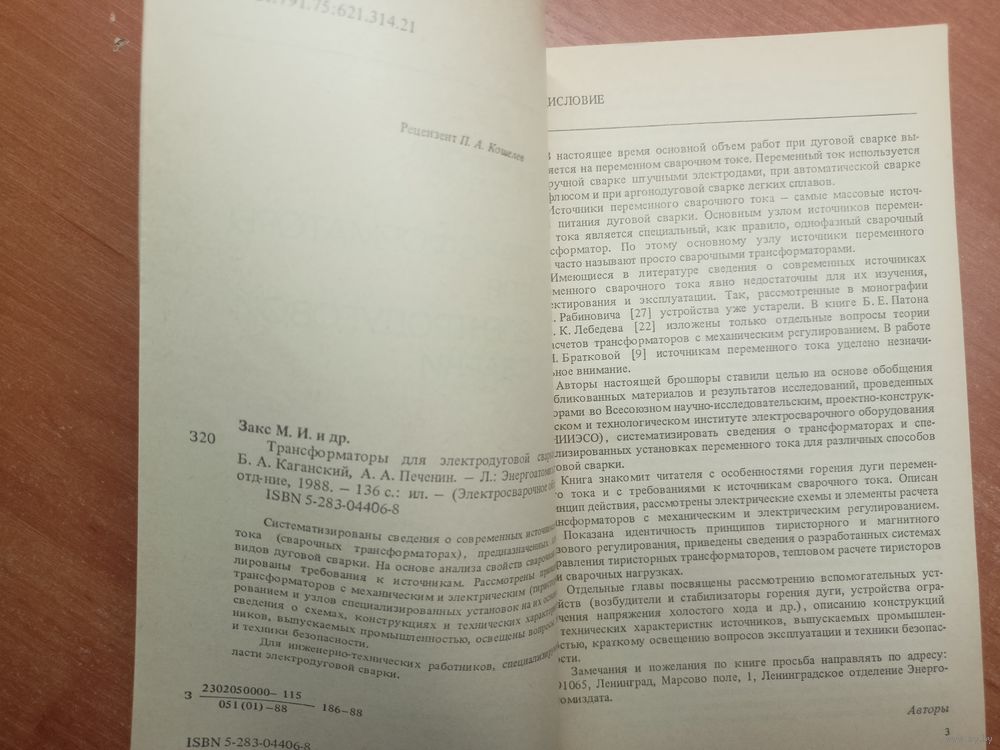 791.75:621.314.21
Рецензент П. А. Кошелев
Закс М. И. и др.
З20
Трансформаторы для электродуговой
Б. А. Каганский, А. А. Печенин. — Л.:
отд-ние, 1988. — 136 с.: ил. —
ISBN 5-283-04406-8
Систематизированы сведения о современных
тока (сварочных трансформаторах), предназначенных
видов дуговой сварки. На основе анализа свойств
лированы требования к источникам. Рассмотрены
трансформаторов с механическим и электрическим
рованием и узлов специализированных установок на их
сведения о схемах, конструкциях и технических
ников, выпускаемых промышленностью, освещены
и техники безопасности.
Для инженерно-технических работников,
ласти электродуговой сварки.
З 2302050000— 115
051 (01) —88
186—88
ISBN 5-283-04406-8
ИСЛОВИЕ
В настоящее время основной объем работ при дуговой сварке вы-
яется на переменном сварочном токе. Переменный ток используется
ручной сварке штучными электродами, при автоматической сварке
флюсом и при аргонодуговой сварке легких сплавов.
Источники переменного сварочного тока — самые массовые источ-
питания дуговой сварки. Основным узлом источников перемен-
тока является специальный, как правило, однофазный сварочный
сформатор. По этому основному узлу источники переменного
часто называют просто сварочными трансформаторами.
Имеющиеся в литературе сведения о современных источниках
менного сварочного тока явно недостаточны для их изучения,
ектирования и эксплуатации. Так, рассмотренные в монографии
. Рабиновича [27] устройства уже устарели. В книге Б. Е. Патона
. К. Лебедева [22] изложены только отдельные вопросы теории
асчетов трансформаторов с механическим регулированием. В работе
Братковой [9] источникам переменного тока уделено незначи-
ьное внимание.
Авторы настоящей брошюры ставили целью на основе обобщения
бликованных материалов и результатов исследований, проведенных
орами во Всесоюзном научно-исследовательским, проектно-конструк-
ском и технологическом институте электросварочного оборудования
НИИЭСО), систематизировать сведения о трансформаторах и спе-
лизированных установках переменного тока для различных способов
говой сварки.
Книга знакомит читателя с особенностями горения дуги перемен-
о тока и с требованиями к источникам сварочного тока. Описан
нцип действия, рассмотрены электрические схемы и элементы расчета
нсформаторов с механическим и электрическим регулированием.
Показана идентичность принципов тиристорного и магнитного
зового регулирования, приведены сведения о разработанных системах
равления тиристорных трансформаторов, тепловом расчете тиристоров
и сварочных нагрузках.
Отдельные главы посвящены рассмотрению вспомогательных уст-
йств (возбудители и стабилизаторы горения дуги, устройства огра-
чения напряжения холостого хода и др.), описанию конструкций
технических характеристик источников, выпускаемых промышлен-
стью, краткому освещению вопросов эксплуатации и техники безопас-
сти.
Замечания и пожелания по книге просьба направлять по адресу:
91065, Ленинград, Марсово поле, 1, Ленинградское отделение Энерго-
омиздата.
Авторы
3